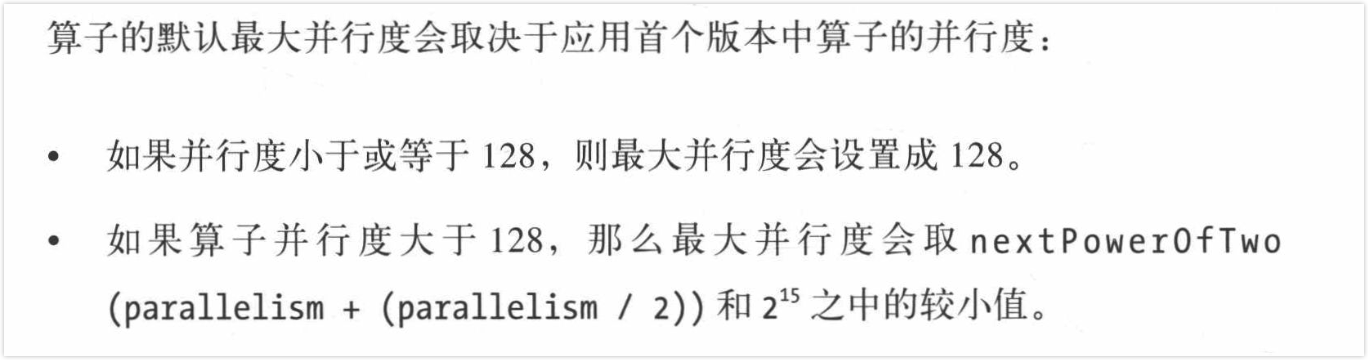 算子的默认最大并行度会取决于应用首个版本中算子的并行度：
• 如果并行度小于或等于 128，则最大并行度会设置成 128。
• 如果算子并行度大于 128，那么最大并行度会取 nextPowerOfTwo
(parallelism + (parallelism / 2)) 和 2¹⁵ 之中的较小值。